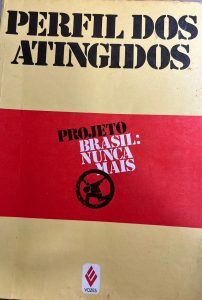 PERFIL DOS
ATINGIDOS
PROJETO
BRASIL:
NUNCA
MAIS
VOZES